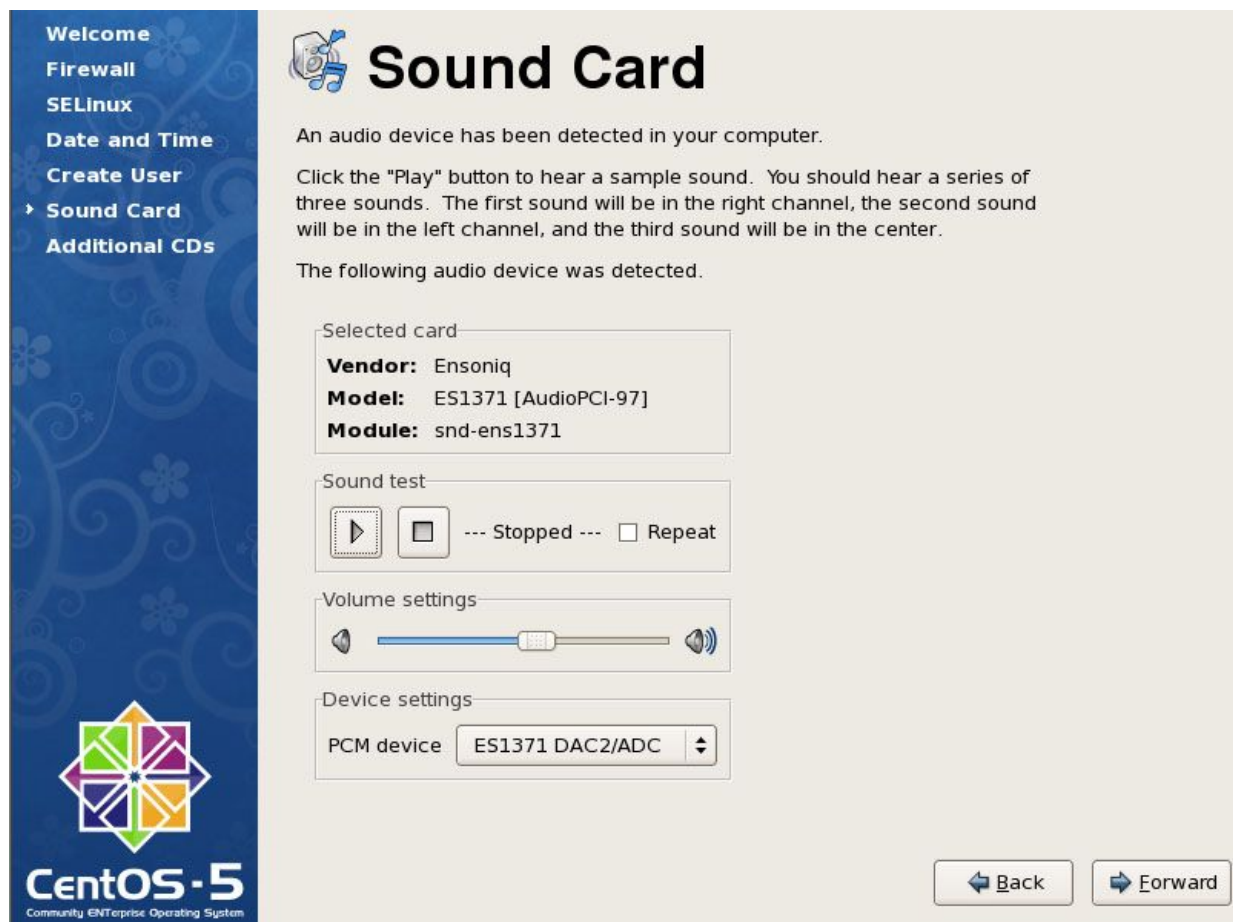 Welcome
Firewall
SELinux
Date and Time
Create User
Sound Card
Additional CDs
CentOS-5
Community ENTerprise Operating System
Sound Card
An audio device has been detected in your computer.
Click the "Play" button to hear a sample sound.  You should hear a series of
three sounds.  The first sound will be in the right channel, the second sound
will be in the left channel, and the third sound will be in the center.
The following audio device was detected.
Selected card
Vendor: Ensoniq
Model: ES1371 [AudioPCI-97]
Module: snd-ens1371
Sound test
--- Stopped --- Repeat
Volume settings
Device settings
PCM device ES1371 DAC2/ADC
Back Forward